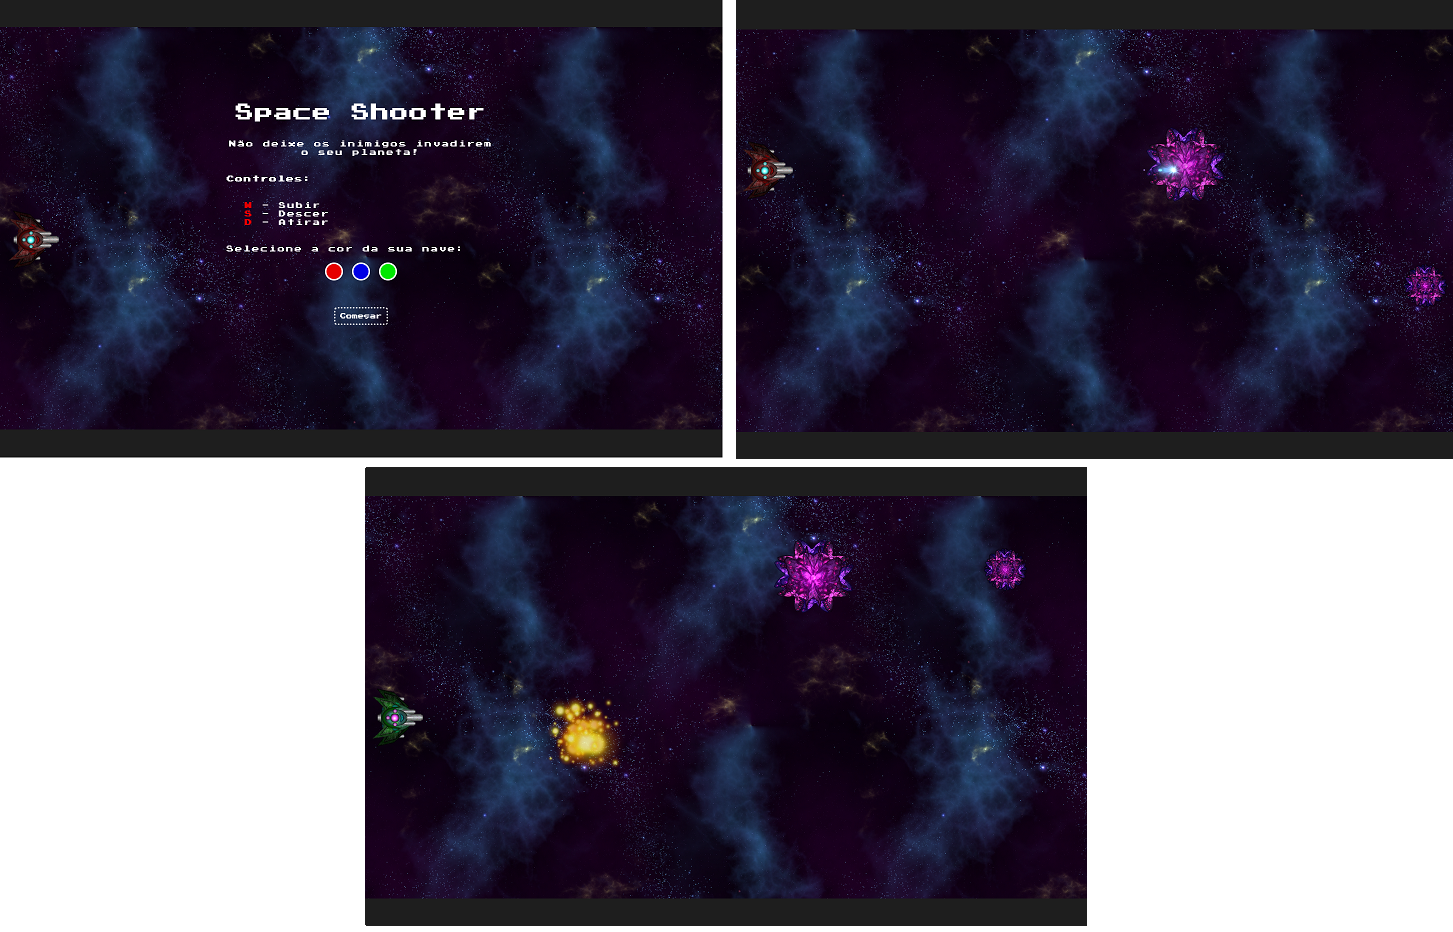 Space Shooter
Não deixe os inimigos invadirem
o seu planeta!
Controles:
W - Subir
S - Descer
D - Atirar
Selecione a cor da sua nave:
Começar